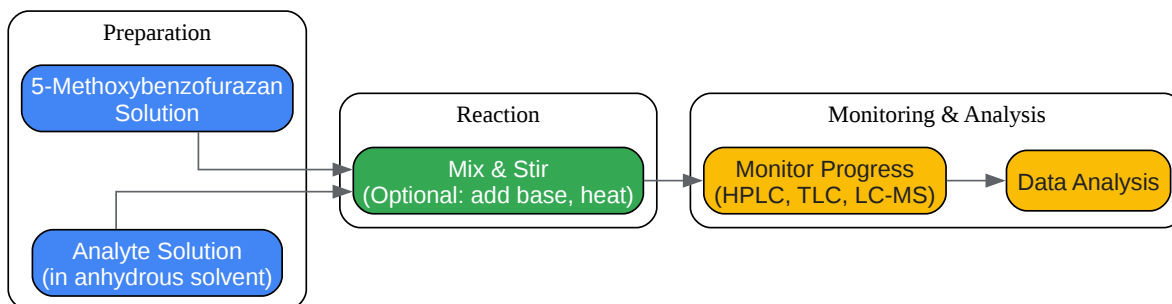 Preparation
5-Methoxybenzofurazan
Solution
Analyte Solution
(in anhydrous solvent)
Reaction
Mix & Stir
(Optional: add base, heat)
Monitoring & Analysis
Monitor Progress
(HPLC, TLC, LC-MS)
Data Analysis